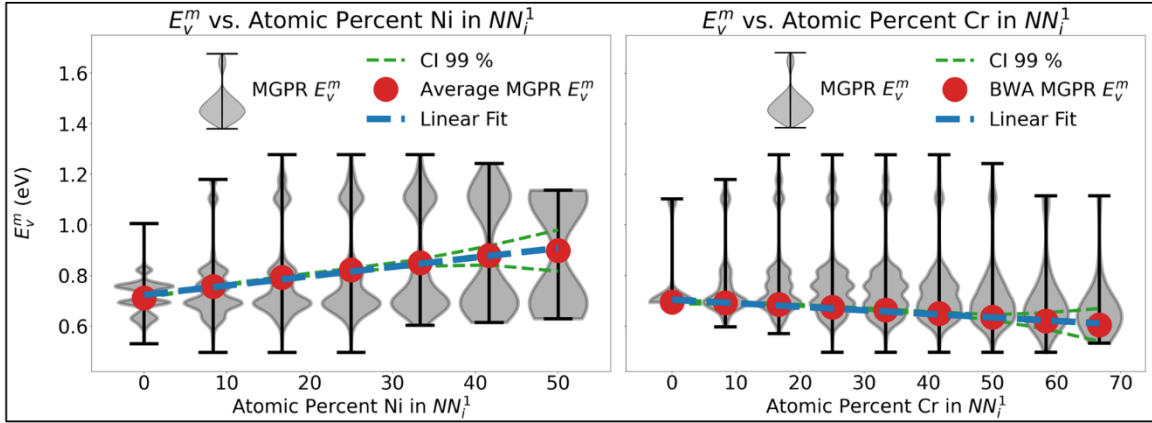 E_v^m vs. Atomic Percent Ni in NN_i^1
CI 99 %
MGPR E_v^m
Average MGPR E_v^m
Linear Fit
E_v^m (eV)
1.6
1.4
1.2
1.0
0.8
0.6
0 10 20 30 40 50
Atomic Percent Ni in NN_i^1
E_v^m vs. Atomic Percent Cr in NN_i^1
CI 99 %
MGPR E_v^m
BWA MGPR E_v^m
Linear Fit
0 10 20 30 40 50 60 70
Atomic Percent Cr in NN_i^1